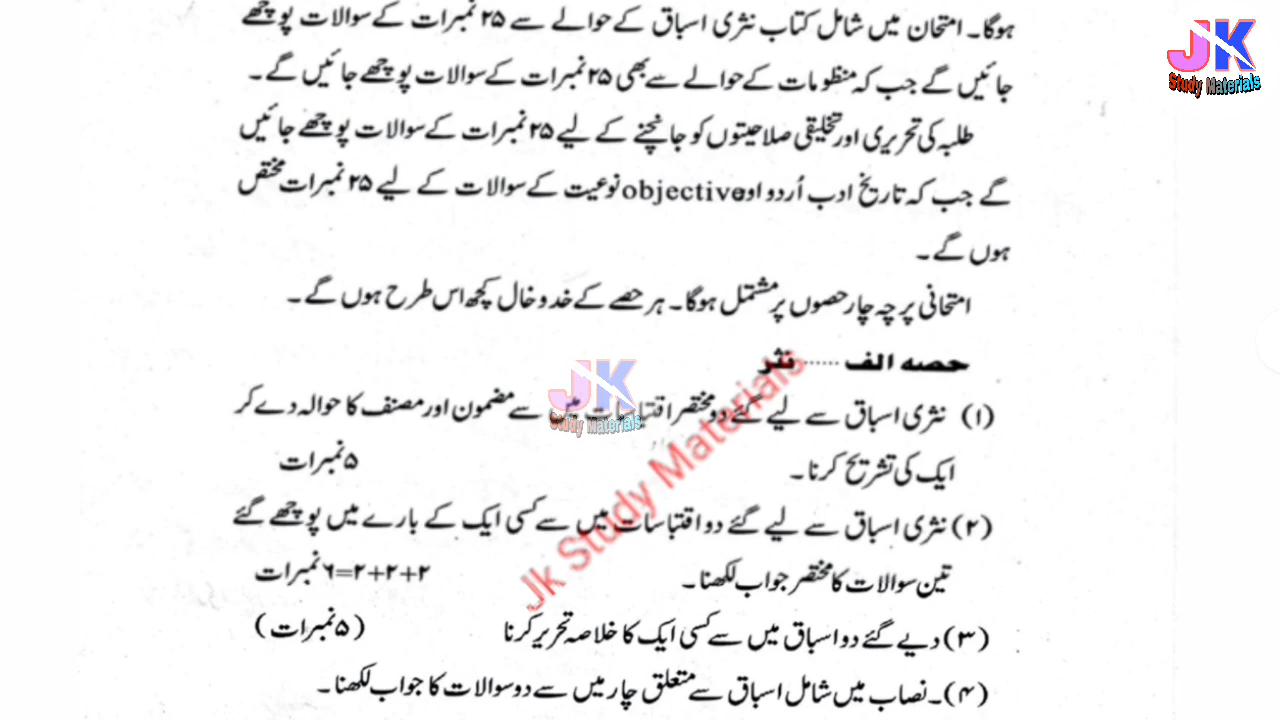 ہوگا۔ امتحان میں شامل کتاب نثری اسباق کے حوالے سے ۲۵ نمبرات کے سوالات پوچھے
جائیں گے جب کہ منظومات کے حوالے سے بھی ۲۵ نمبرات کے سوالات پوچھے جائیں گے۔
طلبہ کی تحریری اور تخلیقی صلاحیتوں کو جانچنے کے لیے ۲۵ نمبرات کے سوالات پوچھے جائیں
گے جب کہ تاریخ ادب اُردو اور objective نوعیت کے سوالات کے لیے ۲۵ نمبرات مختص
ہوں گے۔
امتحانی پرچہ چار حصوں پر مشتمل ہوگا۔ ہر حصے کے خدوخال کچھ اس طرح ہوں گے۔
حصہ الف ...... نثر
(۱) نثری اسباق سے لیے گئے دو مختصر اقتباسات میں سے مضمون اور مصنف کا حوالہ دے کر
ایک کی تشریح کرنا۔ ۵ نمبرات
(۲) نثری اسباق سے لیے گئے دو اقتباسات میں سے کسی ایک کے بارے میں پوچھے گئے
تین سوالات کا مختصر جواب لکھنا۔ ۲+۲+۲=۶ نمبرات
(۳) دیے گئے دو اسباق میں سے کسی ایک کا خلاصہ تحریر کرنا (۵ نمبرات)
(۴)۔ نصاب میں شامل اسباق سے متعلق چار میں سے دو سوالات کا جواب لکھنا۔
JK
Study Materials
JK
Study Materials
Jk Study Materials